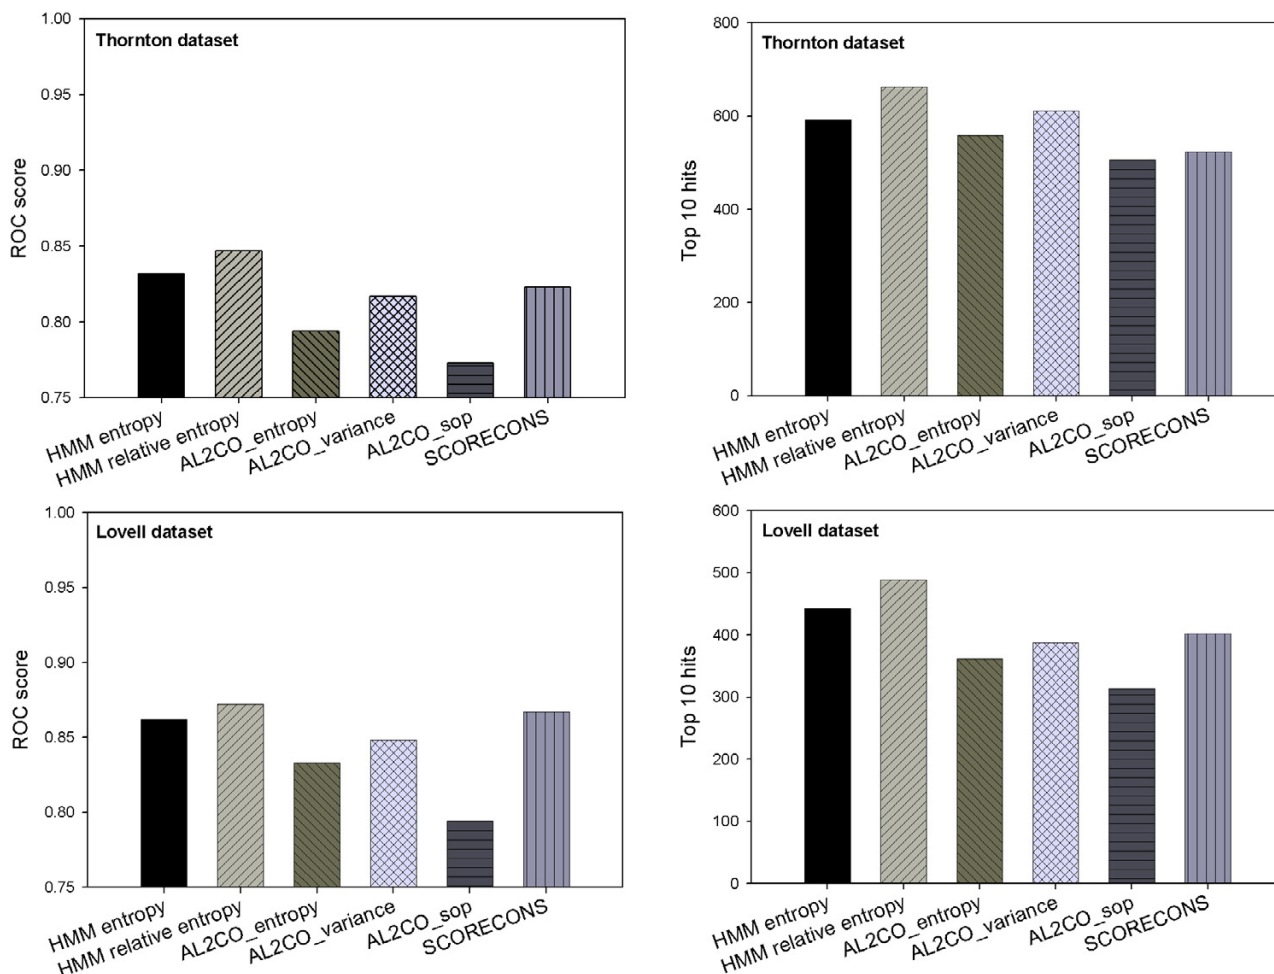 Thornton dataset
ROC score
1.00
0.95
0.90
0.85
0.80
0.75
HMM entropy
HMM relative entropy
AL2CO_entropy
AL2CO_variance
AL2CO_sop
SCORECONS
Thornton dataset
Top 10 hits
800
600
400
200
0
HMM entropy
HMM relative entropy
AL2CO_entropy
AL2CO_variance
AL2CO_sop
SCORECONS
Lovell dataset
ROC score
1.00
0.95
0.90
0.85
0.80
0.75
HMM entropy
HMM relative entropy
AL2CO_entropy
AL2CO_variance
AL2CO_sop
SCORECONS
Lovell dataset
Top 10 hits
600
500
400
300
200
100
0
HMM entropy
HMM relative entropy
AL2CO_entropy
AL2CO_variance
AL2CO_sop
SCORECONS